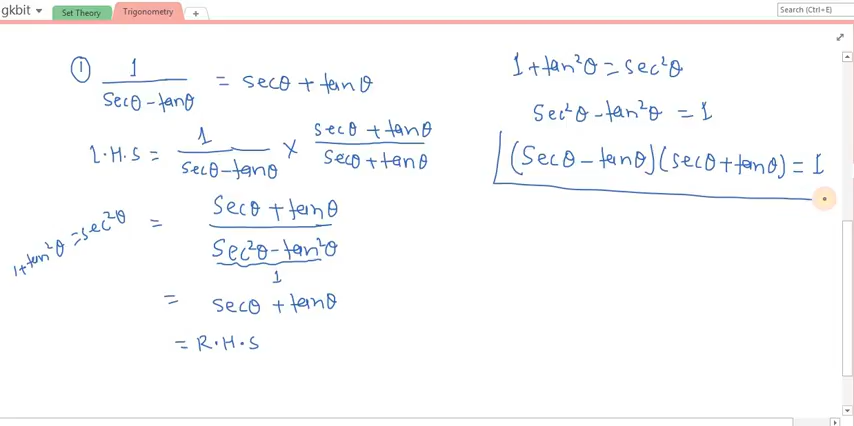 gkbit
Set Theory
Trigonometry
+
Search (Ctrl+E)
① 1/(secθ - tanθ) = secθ + tanθ
L.H.S = 1/(secθ - tanθ) × (secθ + tanθ)/(secθ + tanθ)
1 + tan²θ = sec²θ
= (secθ + tanθ)/(sec²θ - tan²θ)
1
= secθ + tanθ
= R.H.S
1 + tan²θ = sec²θ
sec²θ - tan²θ = 1
(secθ - tanθ)(secθ + tanθ) = 1